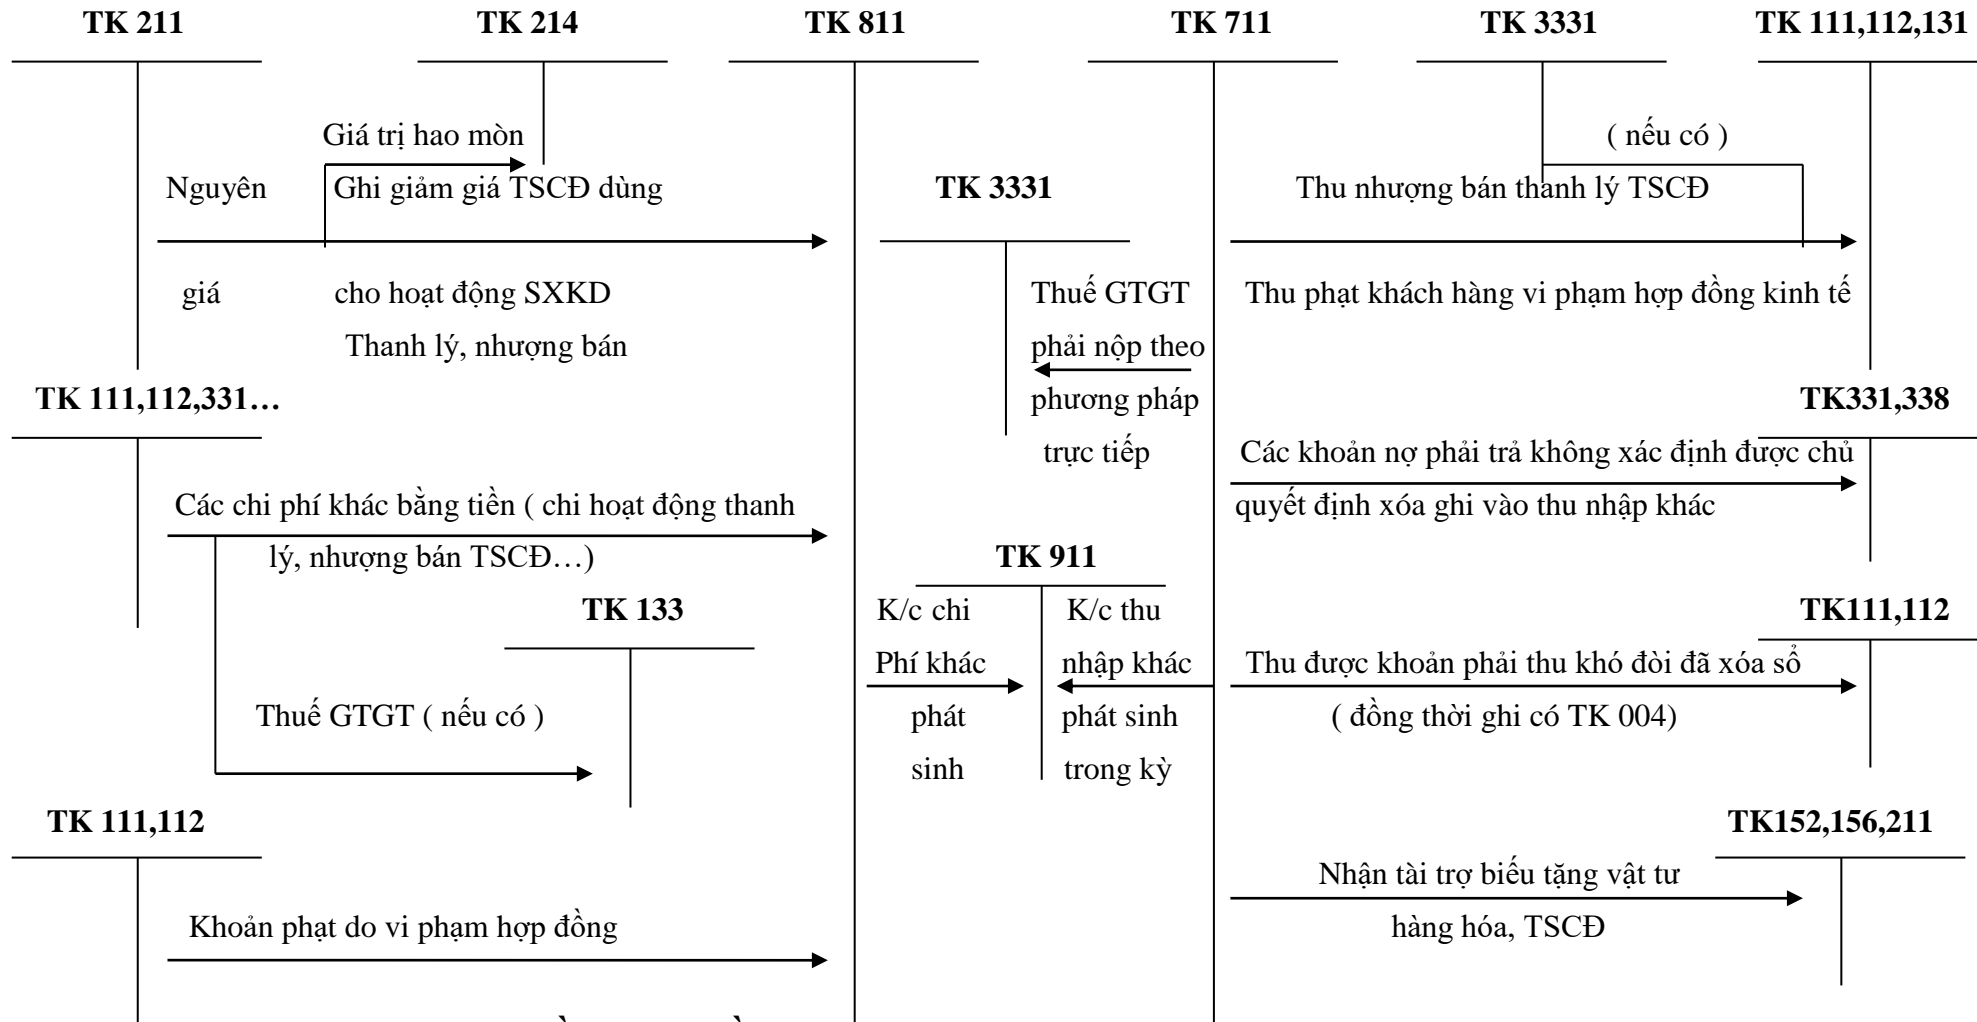 TK 211 TK 214 TK 811 TK 711 TK 3331 TK 111,112,131
Giá trị hao mòn ( nếu có )
Nguyên Ghi giảm giá TSCĐ dùng TK 3331 Thu nhượng bán thanh lý TSCĐ
giá cho hoạt động SXKD Thuế GTGT Thu phạt khách hàng vi phạm hợp đồng kinh tế
Thanh lý, nhượng bán phải nộp theo
TK 111,112,331… phương pháp TK331,338
trực tiếp Các khoản nợ phải trả không xác định được chủ
Các chi phí khác bằng tiền ( chi hoạt động thanh quyết định xóa ghi vào thu nhập khác
lý, nhượng bán TSCĐ…) TK 911
TK 133 K/c chi K/c thu TK111,112
Phí khác nhập khác Thu được khoản phải thu khó đòi đã xóa sổ
Thuế GTGT ( nếu có ) phát phát sinh ( đồng thời ghi có TK 004)
sinh trong kỳ
TK 111,112 TK152,156,211
Nhận tài trợ biếu tặng vật tư
Khoản phạt do vi phạm hợp đồng hàng hóa, TSCĐ